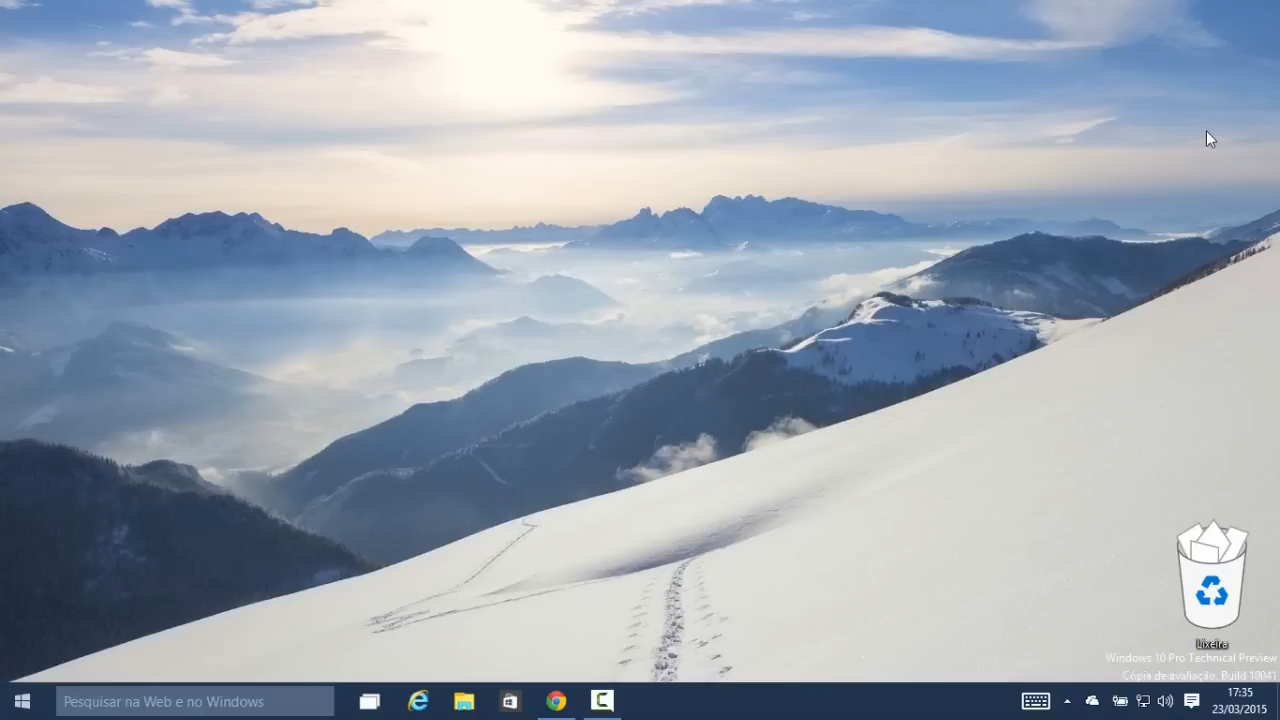 Lixeira
Windows 10 Pro Technical Preview
Cópia de avaliação. Build 10041
Pesquisar na Web e no Windows
17:35
23/03/2015